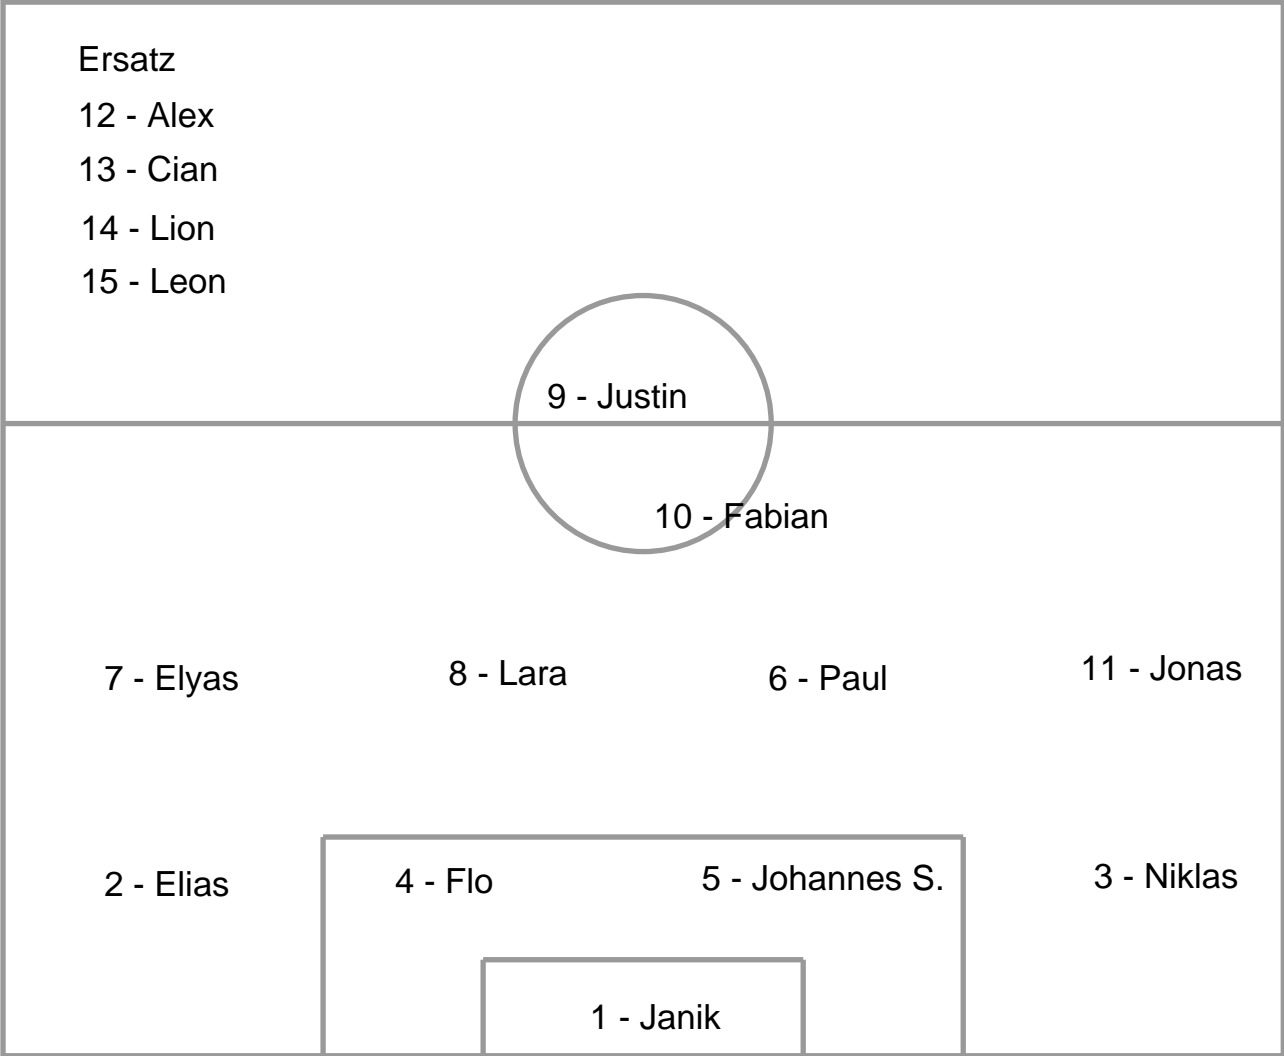 Ersatz
12 - Alex
13 - Cian
14 - Lion
15 - Leon
9 - Justin
10 - Fabian
7 - Elyas
8 - Lara
6 - Paul
11 - Jonas
2 - Elias
4 - Flo
5 - Johannes S.
3 - Niklas
1 - Janik